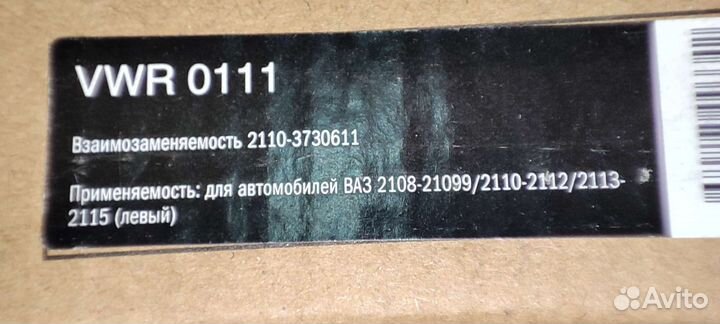 VWR 0111
Взаимозаменяемость 2110-3730611
Применяемость: для автомобилей ВАЗ 2108-21099/2110-2112/2113-
2115 (левый)
Avito